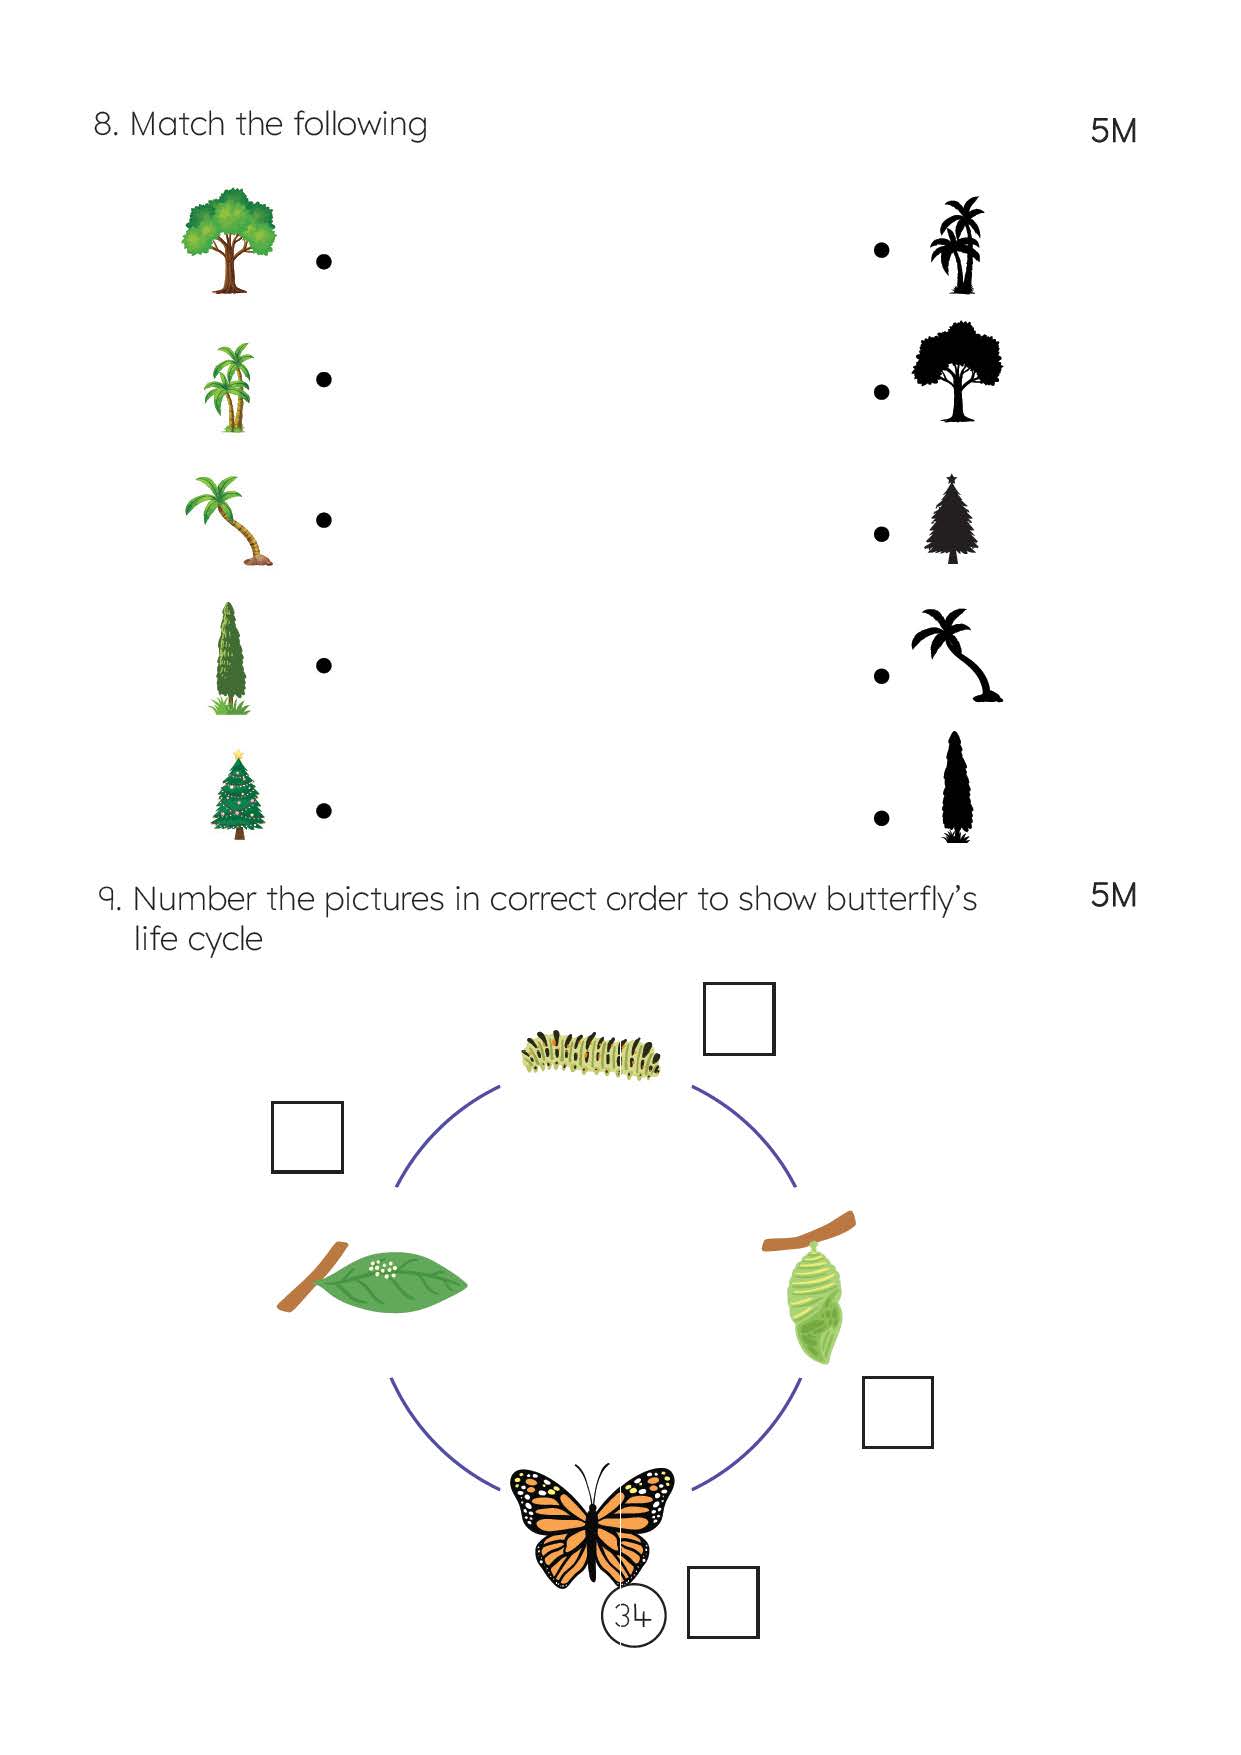 8. Match the following
5M
9. Number the pictures in correct order to show butterfly's
life cycle
5M
34